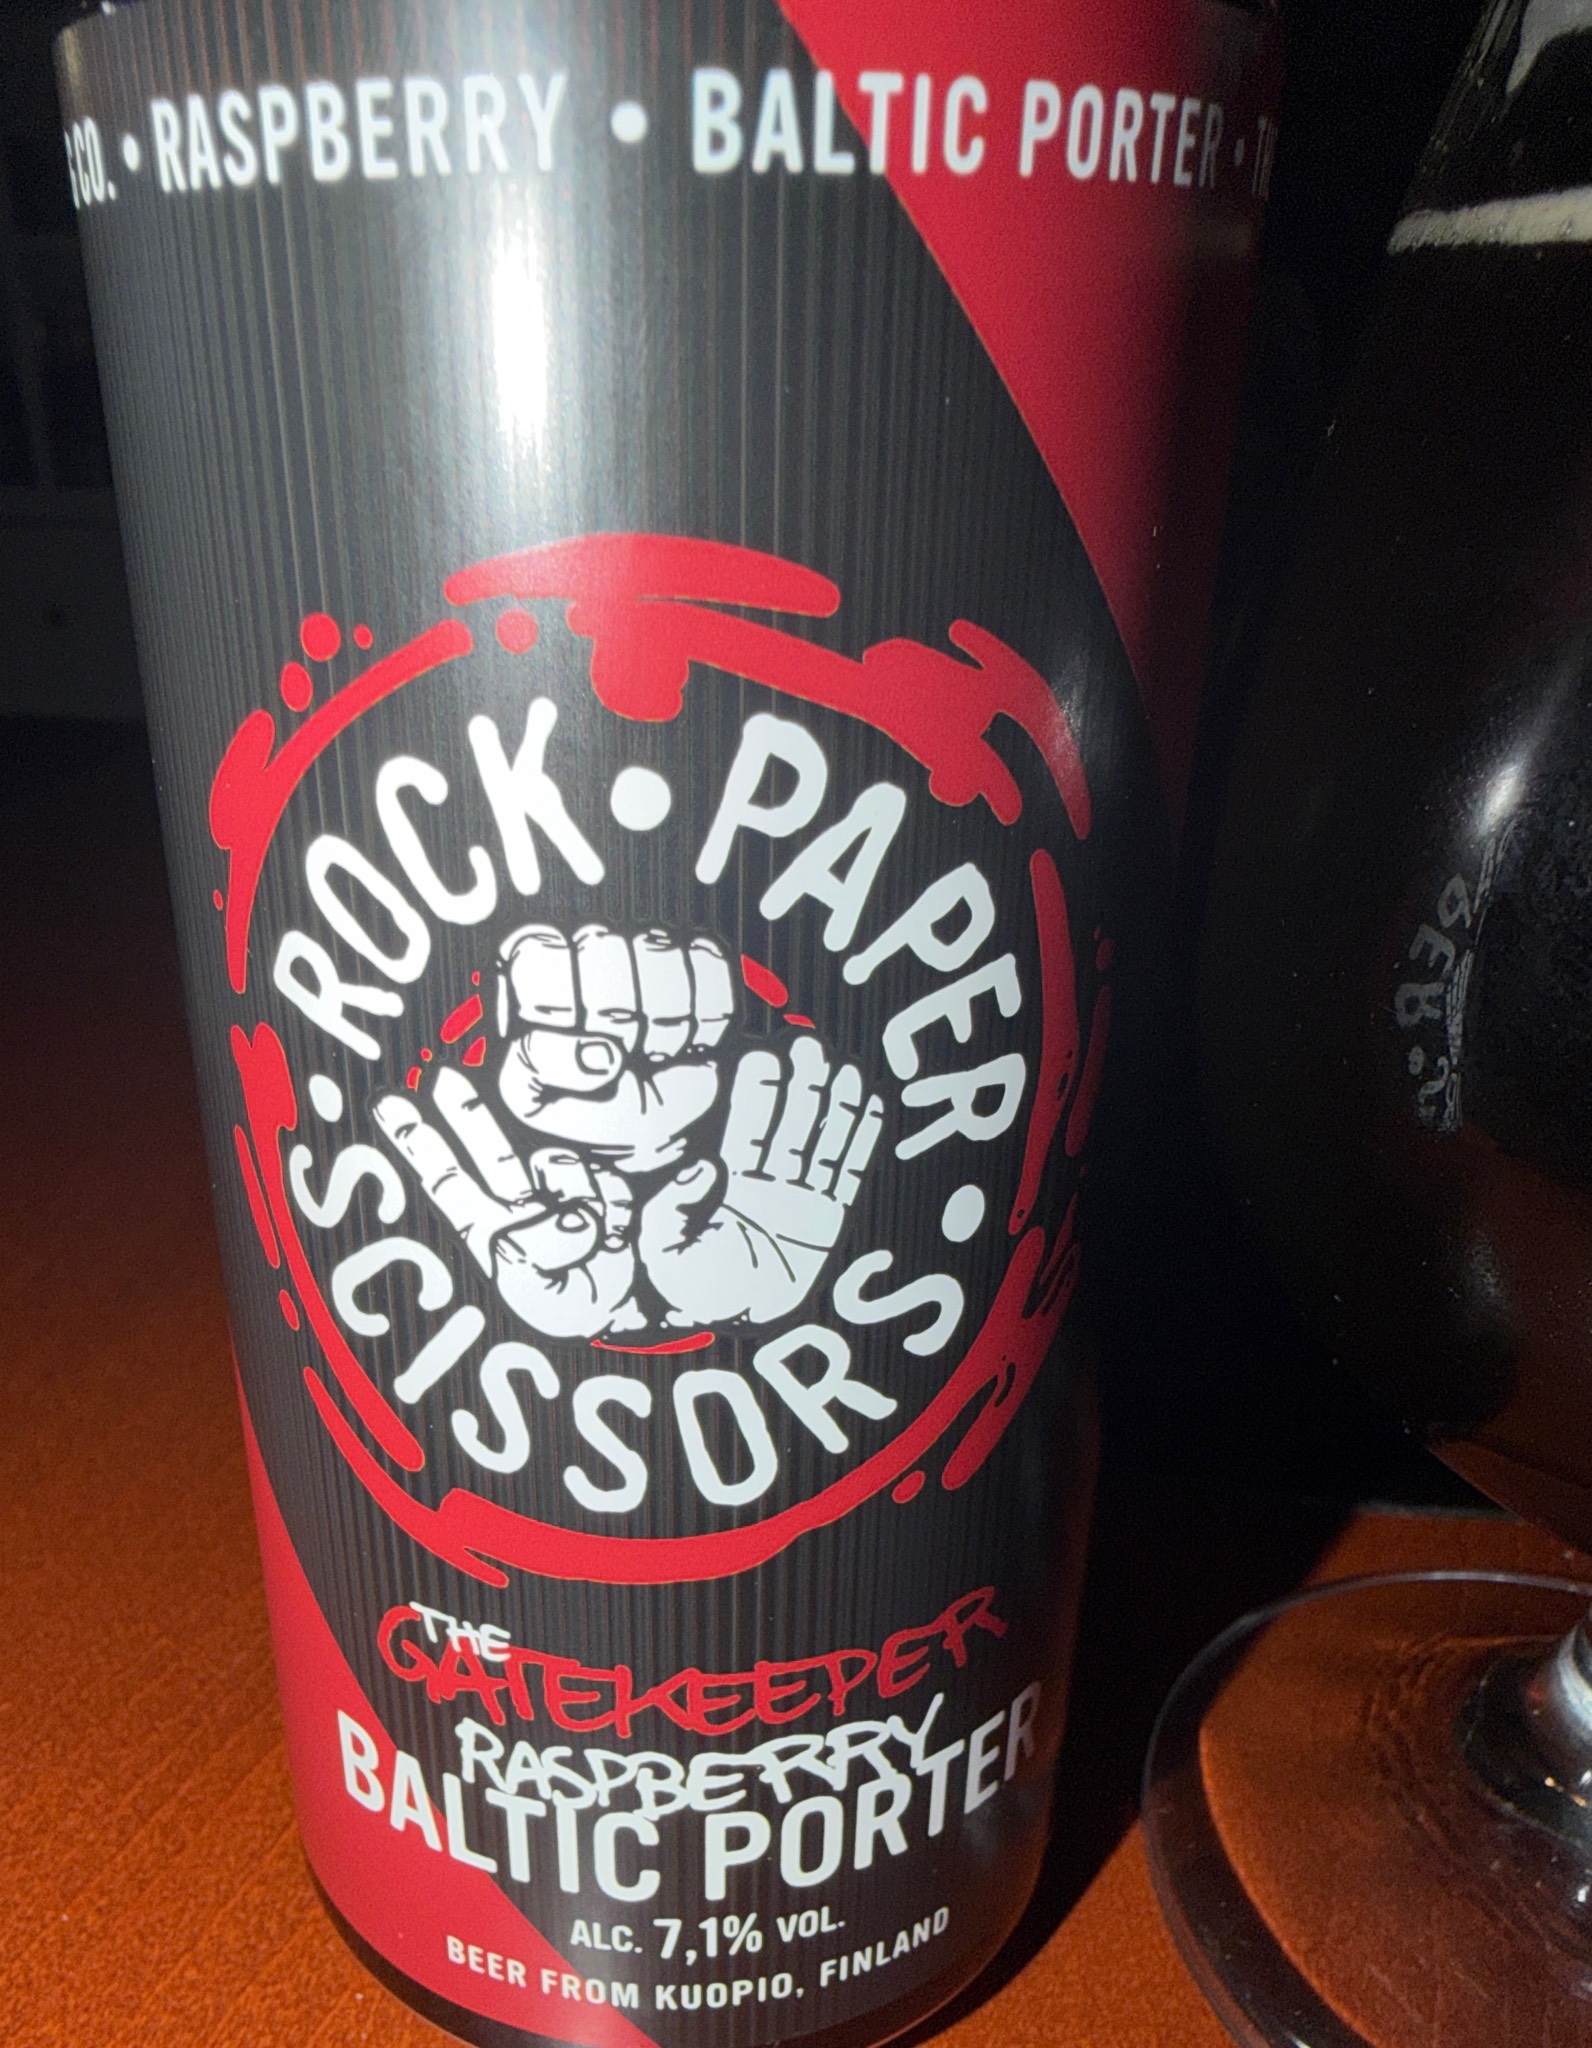 CO. • RASPBERRY • BALTIC PORTER •
ROCK • PAPER •
SCISSORS •
THE
GATEKEEPER
RASPBERRY
BALTIC PORTER
ALC. 7,1% VOL.
BEER FROM KUOPIO, FINLAND